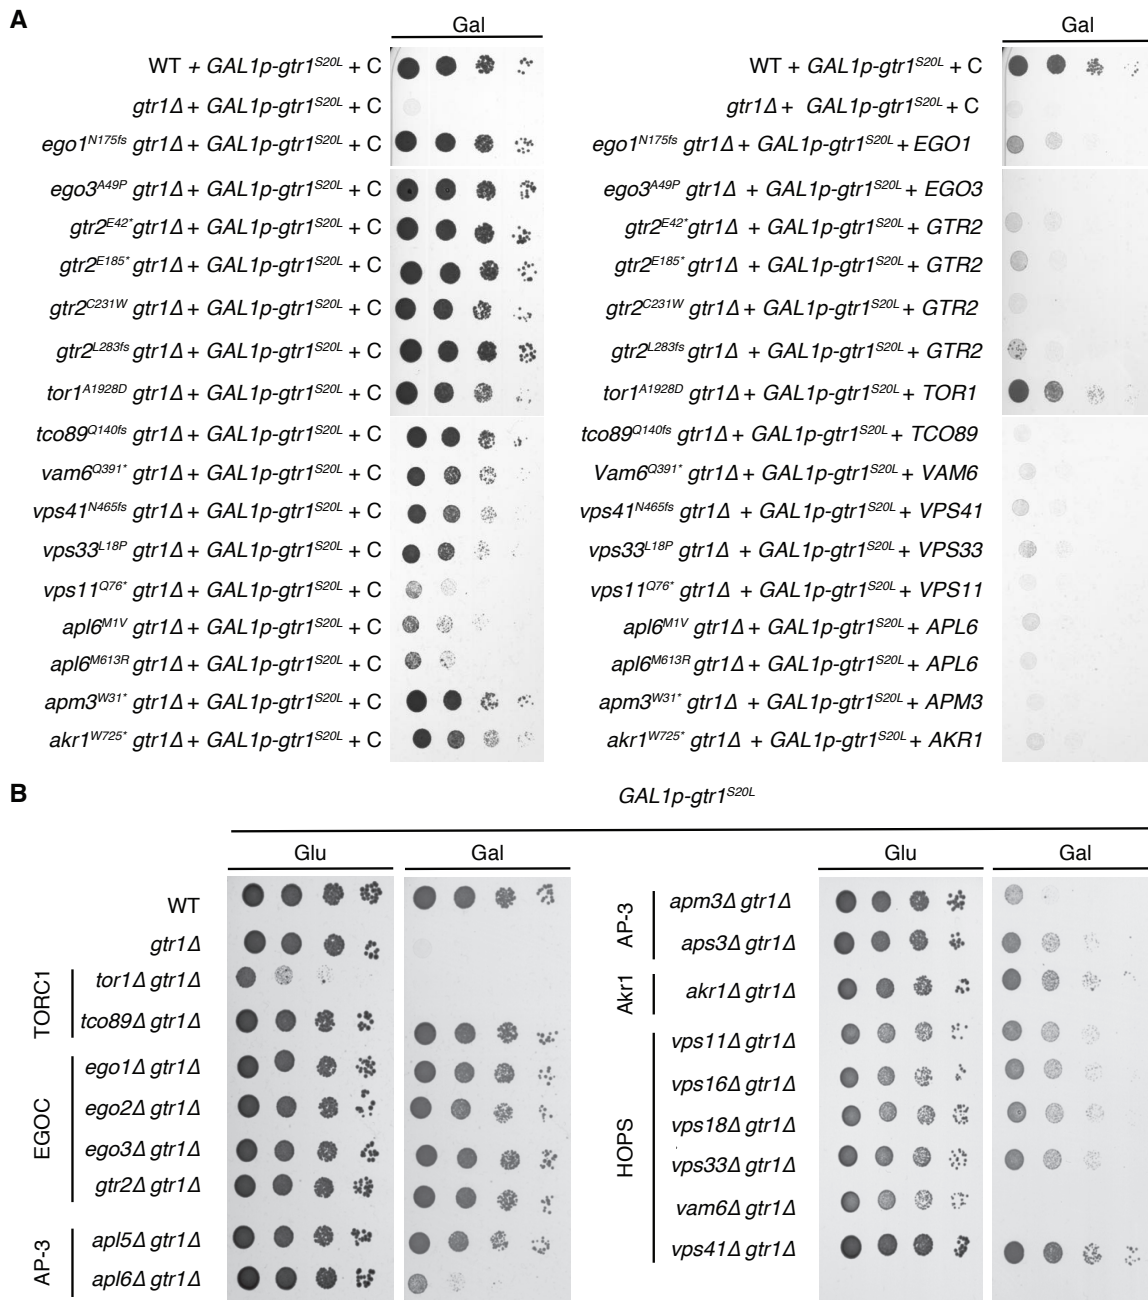 A
Gal
WT + GAL1p-gtr1S20L + C
gtr1Δ + GAL1p-gtr1S20L + C
ego1N175fs gtr1Δ + GAL1p-gtr1S20L + C
ego3A49P gtr1Δ + GAL1p-gtr1S20L + C
gtr2E42* gtr1Δ + GAL1p-gtr1S20L + C
gtr2E185* gtr1Δ + GAL1p-gtr1S20L + C
gtr2C231W gtr1Δ + GAL1p-gtr1S20L + C
gtr2L283fs gtr1Δ + GAL1p-gtr1S20L + C
tor1A1928D gtr1Δ + GAL1p-gtr1S20L + C
tco89Q140fs gtr1Δ + GAL1p-gtr1S20L + C
vam6Q391* gtr1Δ + GAL1p-gtr1S20L + C
vps41N465fs gtr1Δ + GAL1p-gtr1S20L + C
vps33L18P gtr1Δ + GAL1p-gtr1S20L + C
vps11Q76* gtr1Δ + GAL1p-gtr1S20L + C
apl6M1V gtr1Δ + GAL1p-gtr1S20L + C
apl6M613R gtr1Δ + GAL1p-gtr1S20L + C
apm3W31* gtr1Δ + GAL1p-gtr1S20L + C
akr1W725* gtr1Δ + GAL1p-gtr1S20L + C
Gal
WT + GAL1p-gtr1S20L + C
gtr1Δ + GAL1p-gtr1S20L + C
ego1N175fs gtr1Δ + GAL1p-gtr1S20L + EGO1
ego3A49P gtr1Δ + GAL1p-gtr1S20L + EGO3
gtr2E42* gtr1Δ + GAL1p-gtr1S20L + GTR2
gtr2E185* gtr1Δ + GAL1p-gtr1S20L + GTR2
gtr2C231W gtr1Δ + GAL1p-gtr1S20L + GTR2
gtr2L283fs gtr1Δ + GAL1p-gtr1S20L + GTR2
tor1A1928D gtr1Δ + GAL1p-gtr1S20L + TOR1
tco89Q140fs gtr1Δ + GAL1p-gtr1S20L + TCO89
Vam6Q391* gtr1Δ + GAL1p-gtr1S20L + VAM6
vps41N465fs gtr1Δ + GAL1p-gtr1S20L + VPS41
vps33L18P gtr1Δ + GAL1p-gtr1S20L + VPS33
vps11Q76* gtr1Δ + GAL1p-gtr1S20L + VPS11
apl6M1V gtr1Δ + GAL1p-gtr1S20L + APL6
apl6M613R gtr1Δ + GAL1p-gtr1S20L + APL6
apm3W31* gtr1Δ + GAL1p-gtr1S20L + APM3
akr1W725* gtr1Δ + GAL1p-gtr1S20L + AKR1
B
GAL1p-gtr1S20L
Glu
Gal
WT
gtr1Δ
TORC1
tor1Δ gtr1Δ
tco89Δ gtr1Δ
EGOC
ego1Δ gtr1Δ
ego2Δ gtr1Δ
ego3Δ gtr1Δ
gtr2Δ gtr1Δ
AP-3
apl5Δ gtr1Δ
apl6Δ gtr1Δ
Glu
Gal
AP-3
apm3Δ gtr1Δ
aps3Δ gtr1Δ
Akr1
akr1Δ gtr1Δ
HOPS
vps11Δ gtr1Δ
vps16Δ gtr1Δ
vps18Δ gtr1Δ
vps33Δ gtr1Δ
vam6Δ gtr1Δ
vps41Δ gtr1Δ